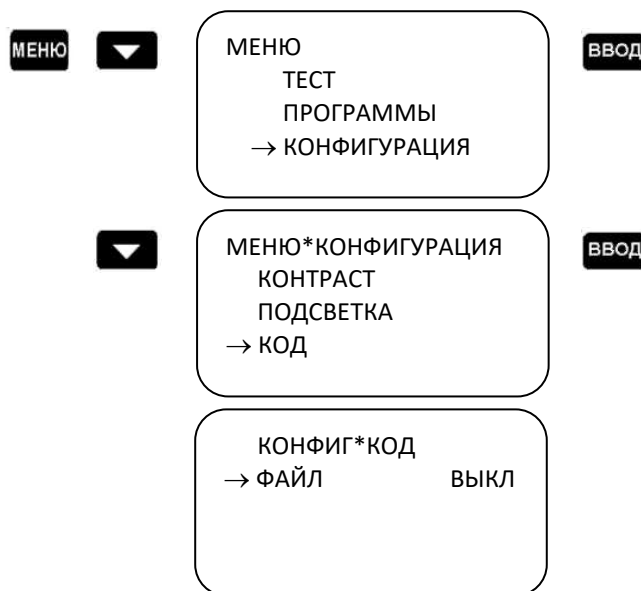 МЕНЮ
МЕНЮ
ТЕСТ
ПРОГРАММЫ
→ КОНФИГУРАЦИЯ
ВВОД
МЕНЮ*КОНФИГУРАЦИЯ
КОНТРАСТ
ПОДСВЕТКА
→ КОД
ВВОД
КОНФИГ*КОД
→ ФАЙЛ ВЫКЛ